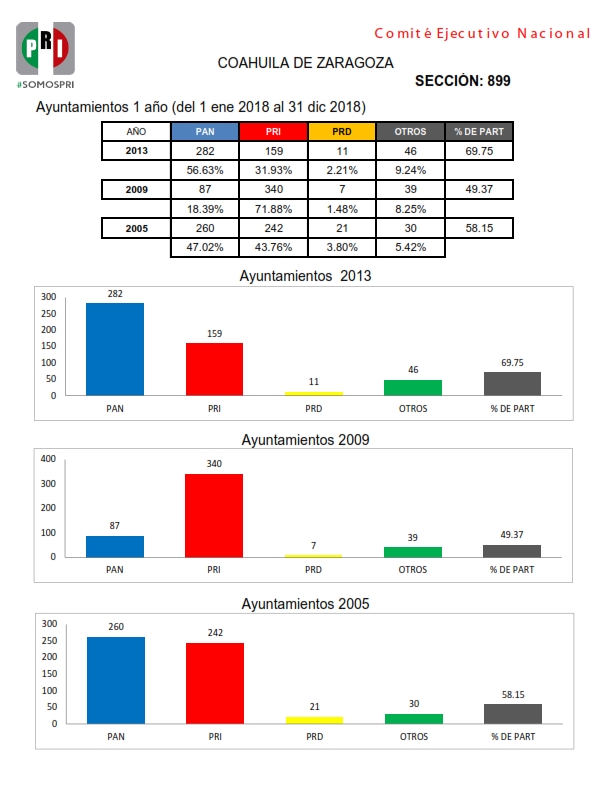 Comité Ejecutivo Nacional
PRI
#SOMOSPRI
COAHUILA DE ZARAGOZA
SECCIÓN: 899
Ayuntamientos 1 año (del 1 ene 2018 al 31 dic 2018)
AÑO PAN PRI PRD OTROS % DE PART
2013 282 159 11 46 69.75
56.63% 31.93% 2.21% 9.24%
2009 87 340 7 39 49.37
18.39% 71.88% 1.48% 8.25%
2005 260 242 21 30 58.15
47.02% 43.76% 3.80% 5.42%
Ayuntamientos 2013
300
250
200
150
100
50
0
282
159
11
46
69.75
PAN PRI PRD OTROS % DE PART
Ayuntamientos 2009
400
300
200
100
0
87
340
7
39
49.37
PAN PRI PRD OTROS % DE PART
Ayuntamientos 2005
300
250
200
150
100
50
0
260
242
21
30
58.15
PAN PRI PRD OTROS % DE PART